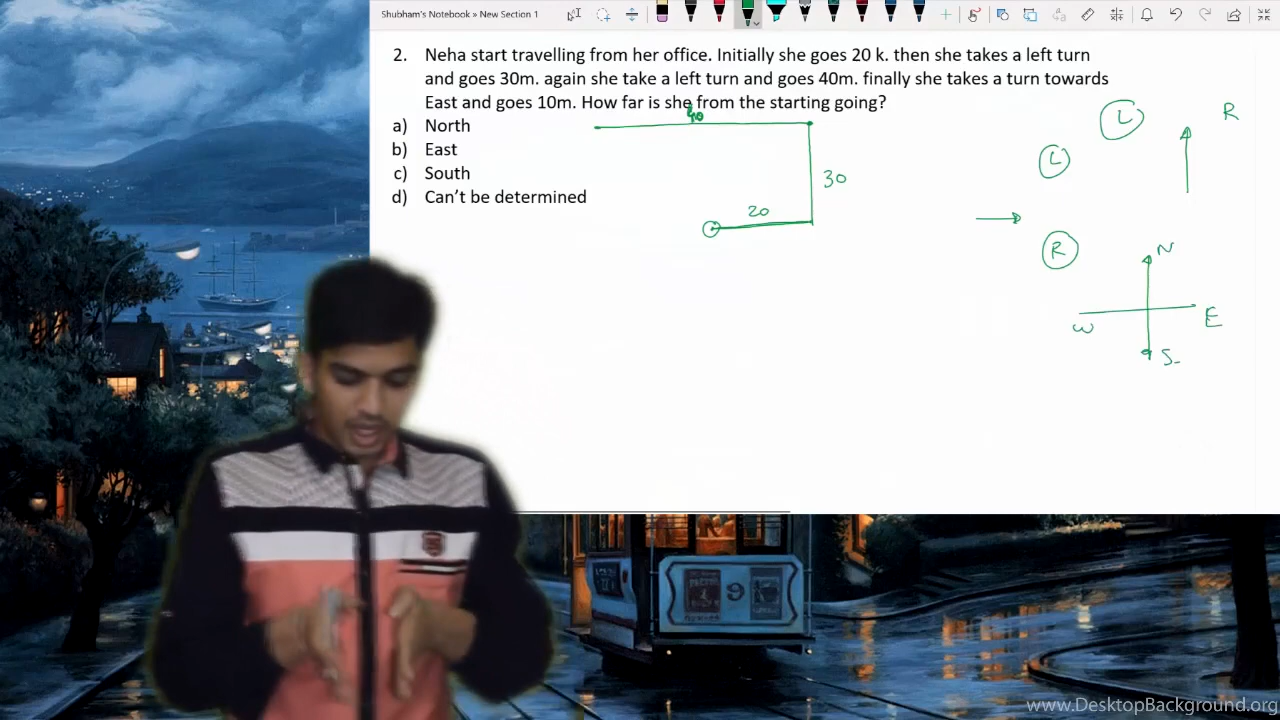 Shubham's Notebook » New Section 1
2. Neha start travelling from her office. Initially she goes 20 k. then she takes a left turn
and goes 30m. again she take a left turn and goes 40m. finally she takes a turn towards
East and goes 10m. How far is she from the starting going?
a) North
b) East
c) South
d) Can't be determined
40
30
20
L
R
L
R
N
W
E
S
9
www.DesktopBackground.org